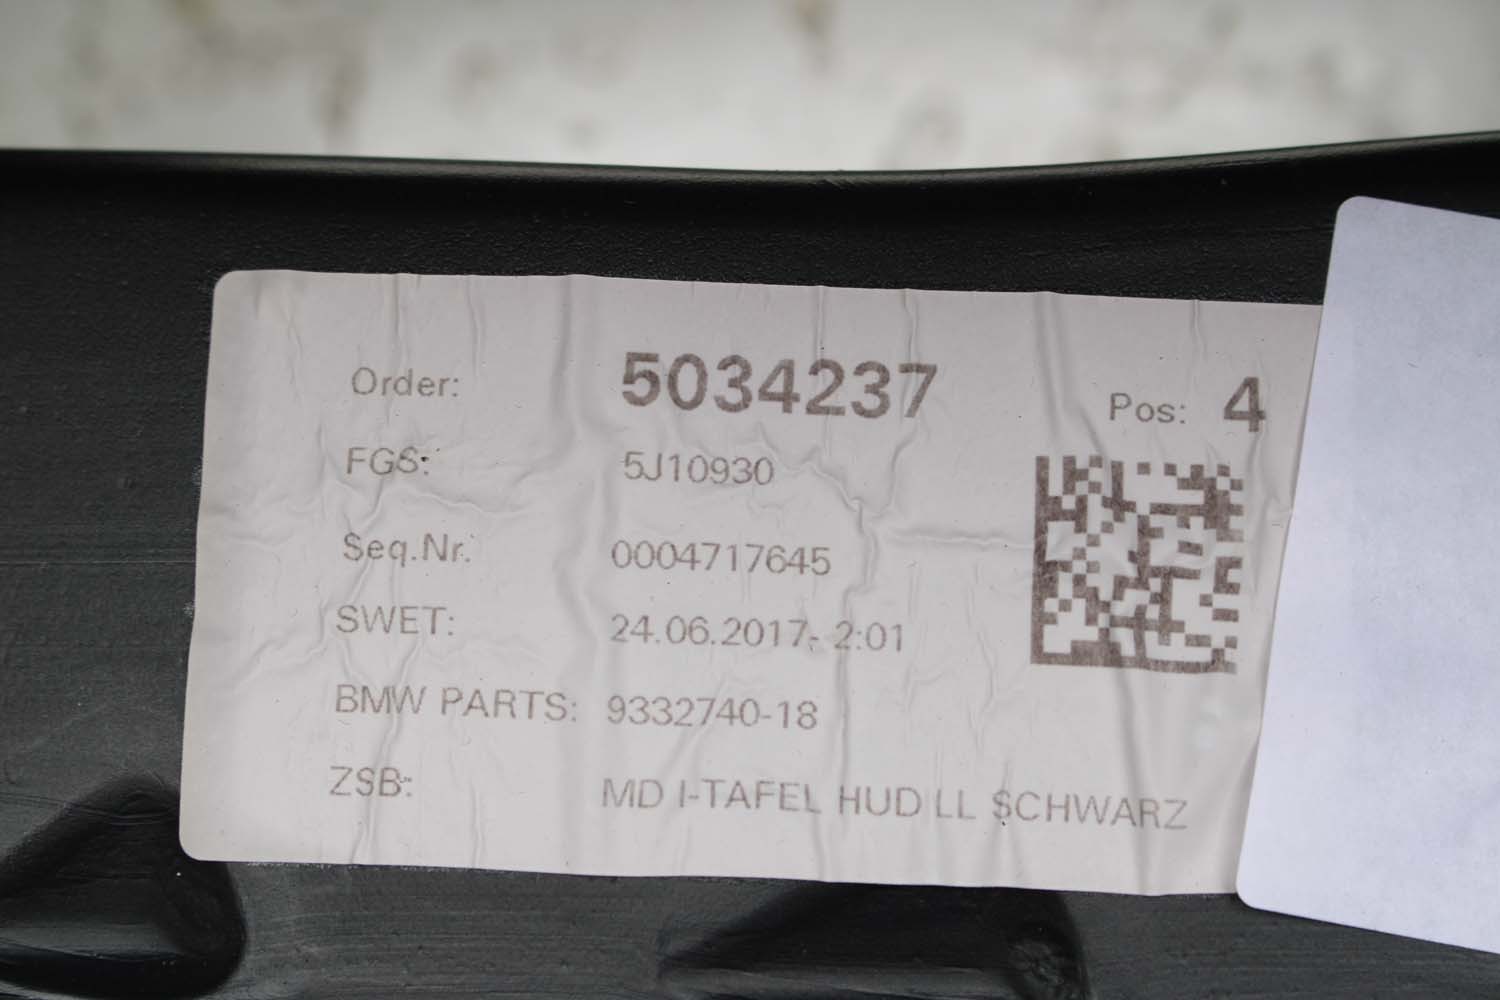 Order: 5034237 Pos: 4
FGS: 5J10930
Seq.Nr.: 0004717645
SWET: 24.06.2017- 2:01
BMW PARTS: 9332740-18
ZSB: MD I-TAFEL HUD LL SCHWARZ